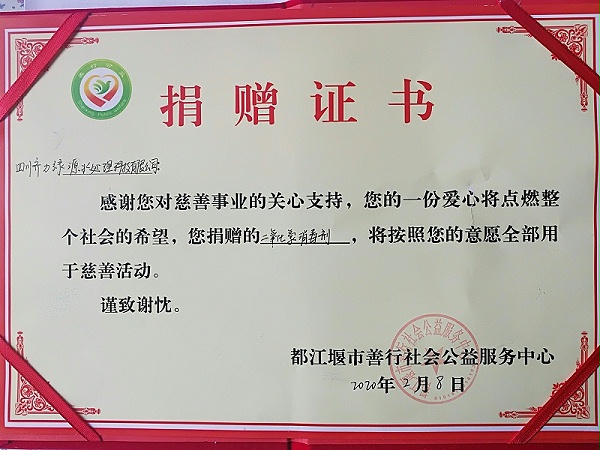 捐赠证书
四川齐力绿源水处理科技有限公司
感谢您对慈善事业的关心支持，您的一份爱心将点燃整
个社会的希望，您捐赠的二氧化氯消毒剂，将按照您的意愿全部用
于慈善活动。
谨致谢忱。
都江堰市善行社会公益服务中心
2020年2月8日